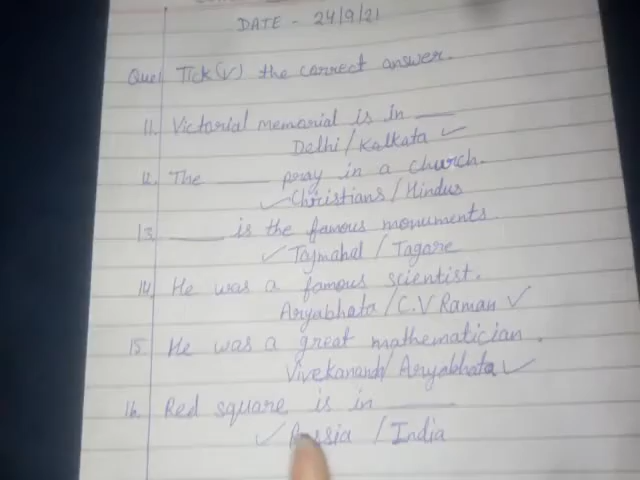 DATE - 24/9/21
Que1 Tick(√) the correct answer.
11. Victorial memorial is in ____
Delhi / Kalkata ✓
12. The ____ pray in a church.
✓ Christians / Hindus
13. ____ is the famous monuments.
✓ Tajmahal / Tagare
14. He was a famous scientist.
Aryabhata / C.V Raman ✓
15. He was a great mathematician.
Vivekanand / Aryabhata ✓
16. Red square is in ____
✓ Russia / India